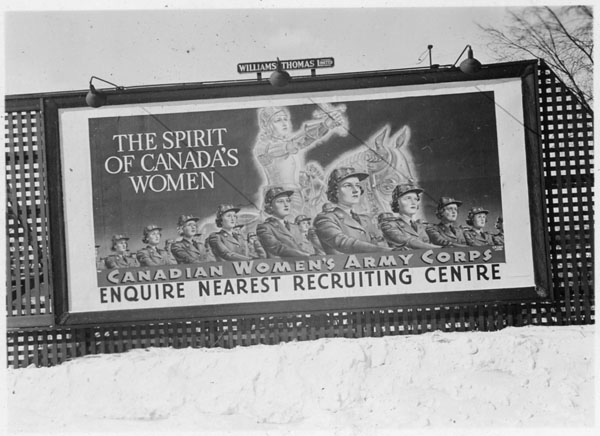 WILLIAMS THOMAS LIMITED
THE SPIRIT
OF CANADA'S
WOMEN
CANADIAN WOMEN'S ARMY CORPS
ENQUIRE NEAREST RECRUITING CENTRE